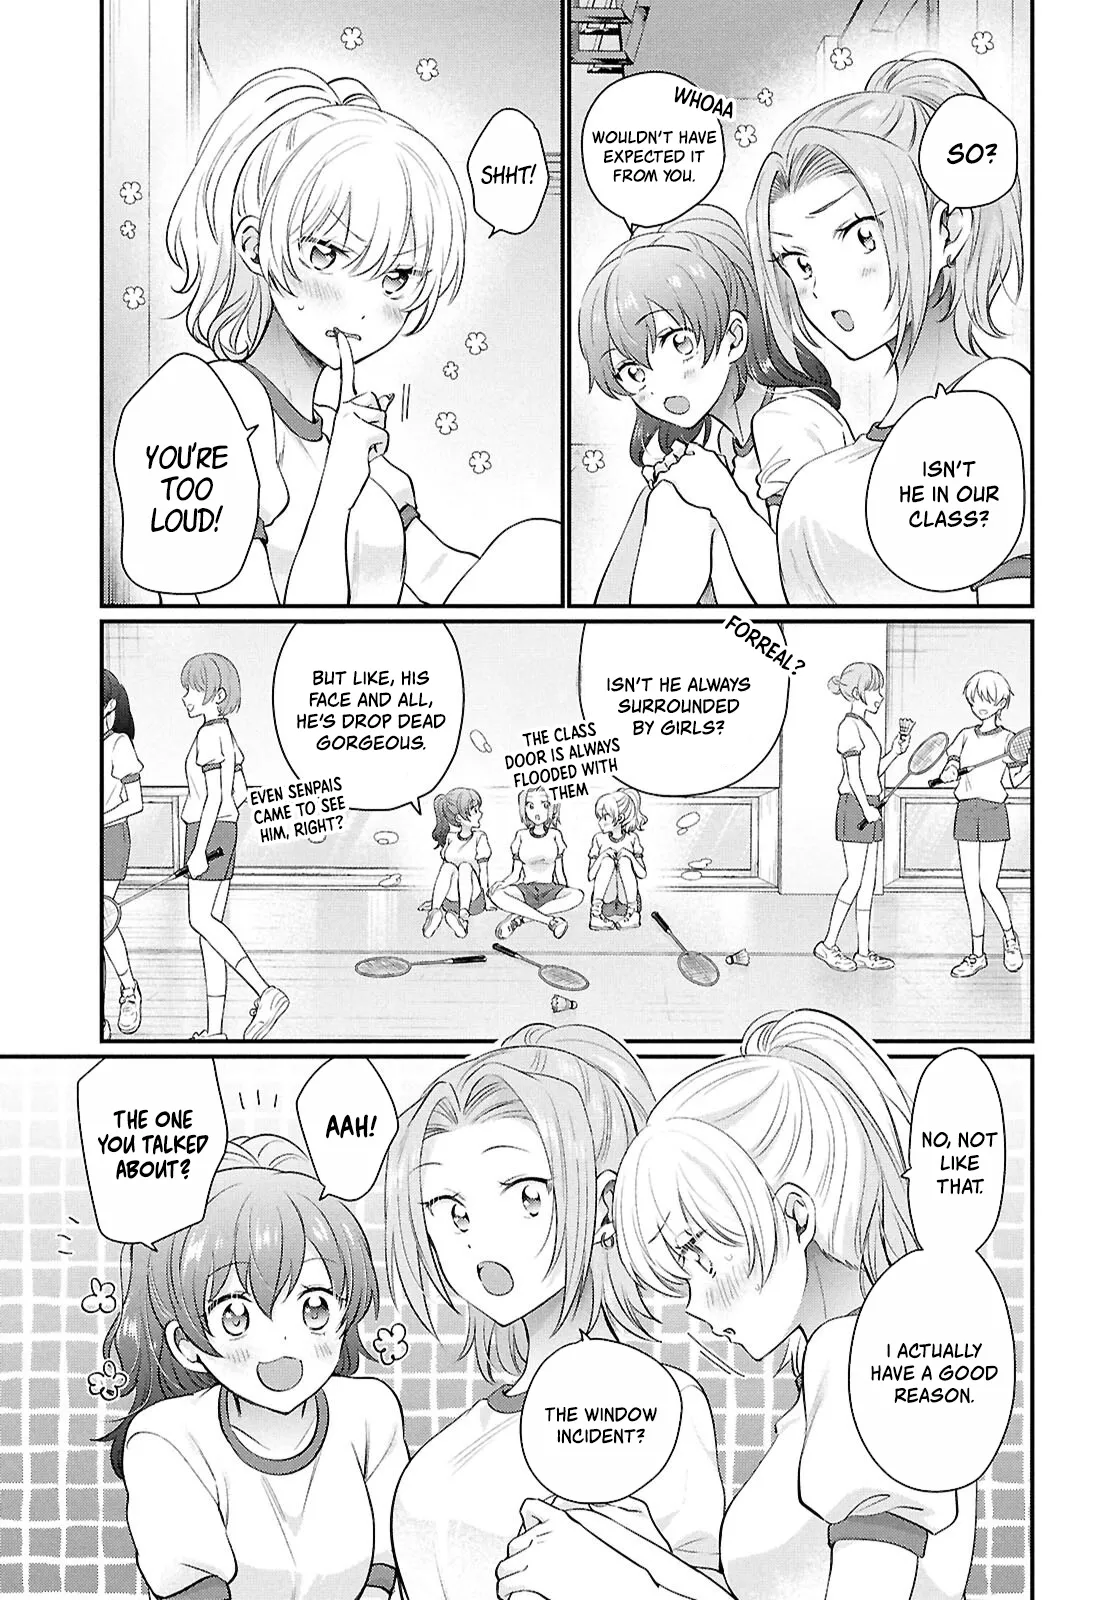 SO?
WHOAA
WOULDN'T HAVE
EXPECTED IT
FROM YOU.
ISN'T
HE IN OUR
CLASS?
SHHT!
YOU'RE
TOO
LOUD!
FORREAL?
ISN'T HE ALWAYS
SURROUNDED
BY GIRLS?
THE CLASS
DOOR IS ALWAYS
FLOODED WITH
THEM
BUT LIKE, HIS
FACE AND ALL,
HE'S DROP DEAD
GORGEOUS.
EVEN SENPAIS
CAME TO SEE
HIM, RIGHT?
NO, NOT
LIKE
THAT.
I ACTUALLY
HAVE A GOOD
REASON.
AAH!
THE WINDOW
INCIDENT?
THE ONE
YOU TALKED
ABOUT?